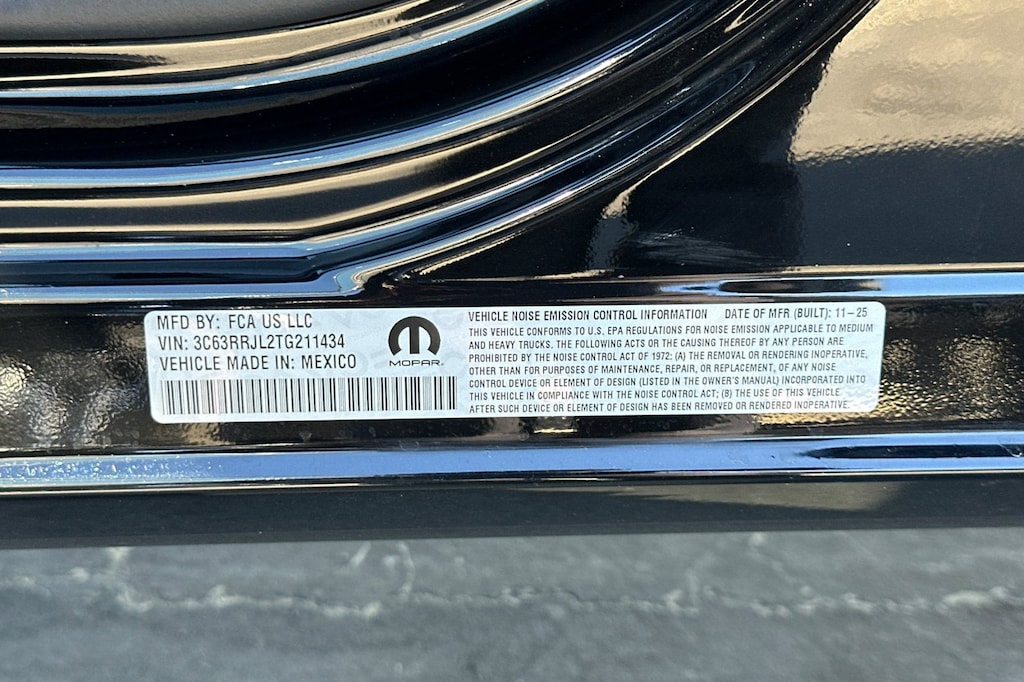 MFD BY: FCA US LLC
VIN: 3C63RRJL2TG211434
VEHICLE MADE IN: MEXICO
MOPAR
VEHICLE NOISE EMISSION CONTROL INFORMATION DATE OF MFR (BUILT): 11-25
THIS VEHICLE CONFORMS TO U.S. EPA REGULATIONS FOR NOISE EMISSION APPLICABLE TO MEDIUM
AND HEAVY TRUCKS. THE FOLLOWING ACTS OR THE CAUSING THEREOF BY ANY PERSON ARE
PROHIBITED BY THE NOISE CONTROL ACT OF 1972: (A) THE REMOVAL OR RENDERING INOPERATIVE,
OTHER THAN FOR PURPOSES OF MAINTENANCE, REPAIR, OR REPLACEMENT, OF ANY NOISE
CONTROL DEVICE OR ELEMENT OF DESIGN (LISTED IN THE OWNER'S MANUAL) INCORPORATED INTO
THIS VEHICLE IN COMPLIANCE WITH THE NOISE CONTROL ACT; (B) THE USE OF THIS VEHICLE
AFTER SUCH DEVICE OR ELEMENT OF DESIGN HAS BEEN REMOVED OR RENDERED INOPERATIVE.